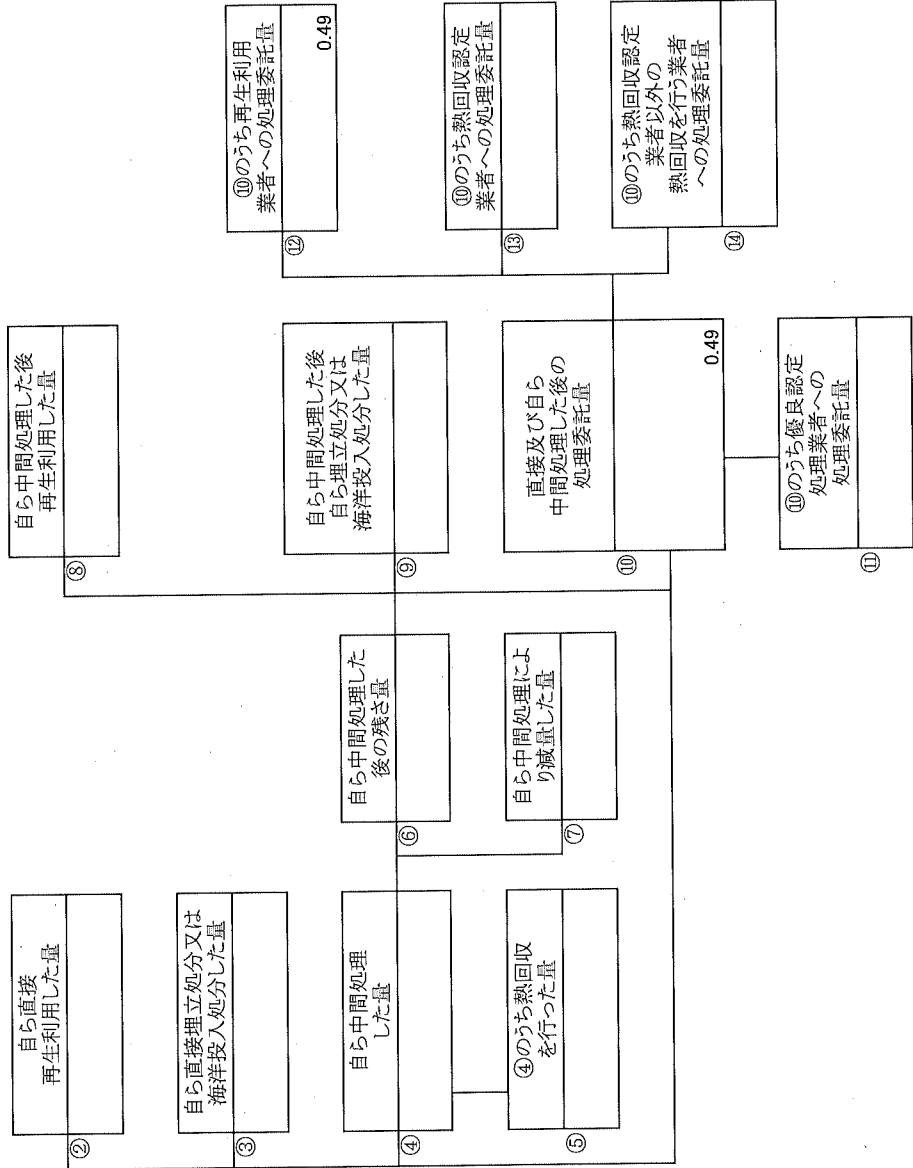 ②
自ら直接
再生利用した量
③
自ら直接埋立処分又は
海洋投入処分した量
④
自ら中間処理
した量
⑤
④のうち熱回収
を行った量
⑥
自ら中間処理した
後の残さ量
⑦
自ら中間処理によ
り減量した量
⑧
自ら中間処理した後
再生利用した量
⑨
自ら中間処理した後
自ら埋立処分又は
海洋投入処分した量
⑩
直接及び自ら
中間処理した後の
処理委託量
0.49
⑪
⑩のうち優良認定
処理業者への
処理委託量
⑫
⑩のうち再生利用
業者への処理委託量
0.49
⑬
⑩のうち熱回収認定
業者への処理委託量
⑭
⑩のうち熱回収認定
業者以外の
熱回収を行う業者
への処理委託量